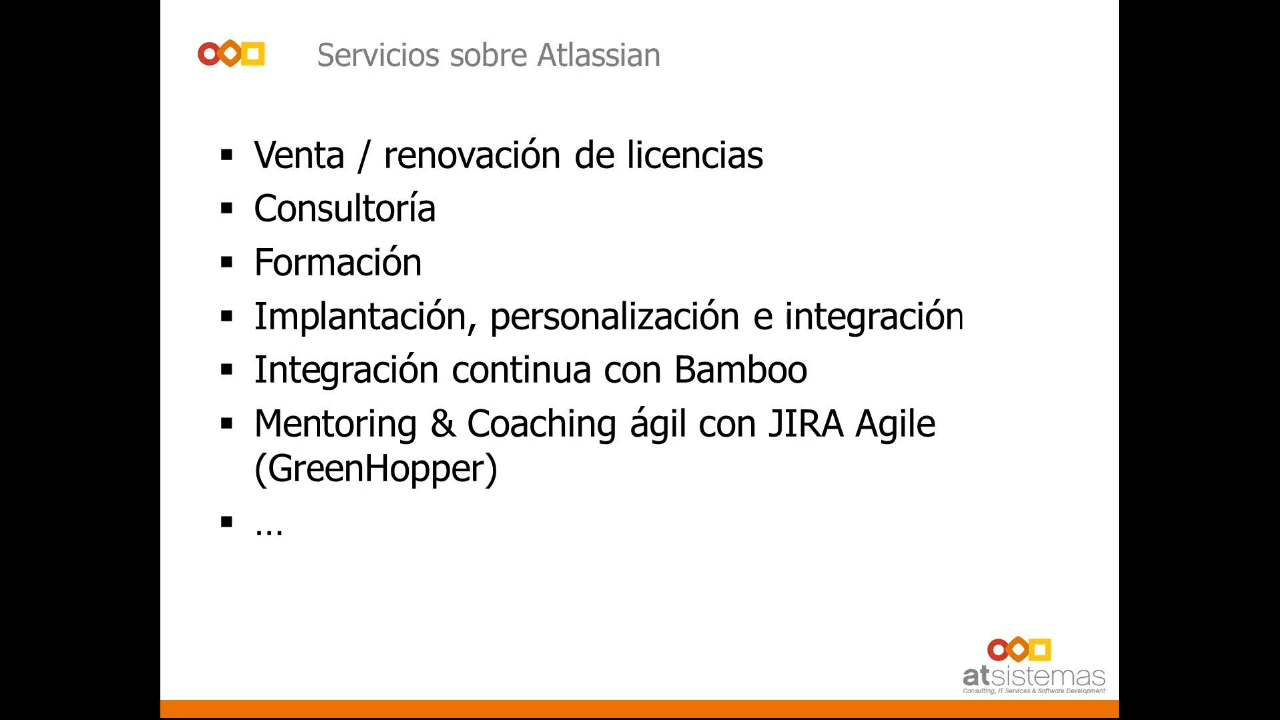 Servicios sobre Atlassian
▪ Venta / renovación de licencias
▪ Consultoría
▪ Formación
▪ Implantación, personalización e integración
▪ Integración continua con Bamboo
▪ Mentoring & Coaching ágil con JIRA Agile
(GreenHopper)
▪ ...
atsistemas
Consulting, IT Services & Software Development